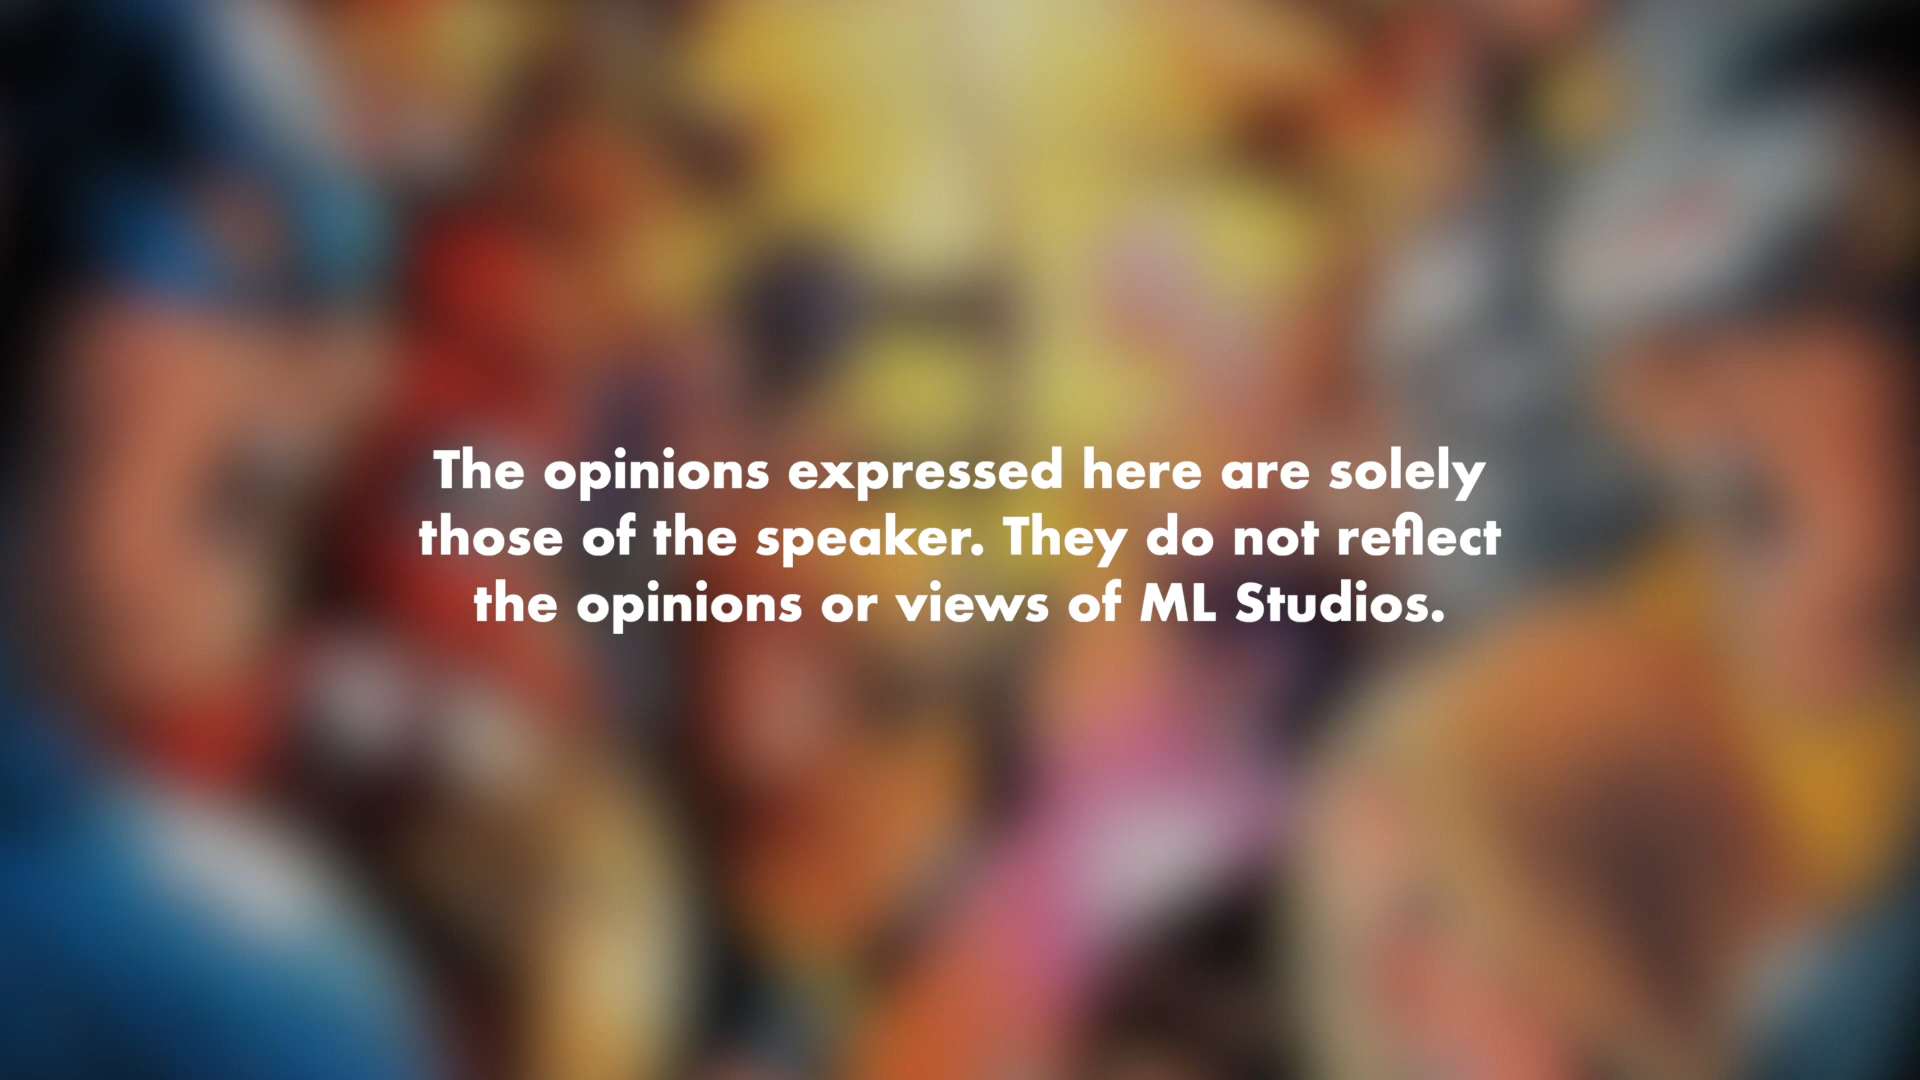 The opinions expressed here are solely
those of the speaker. They do not reflect
the opinions or views of ML Studios.